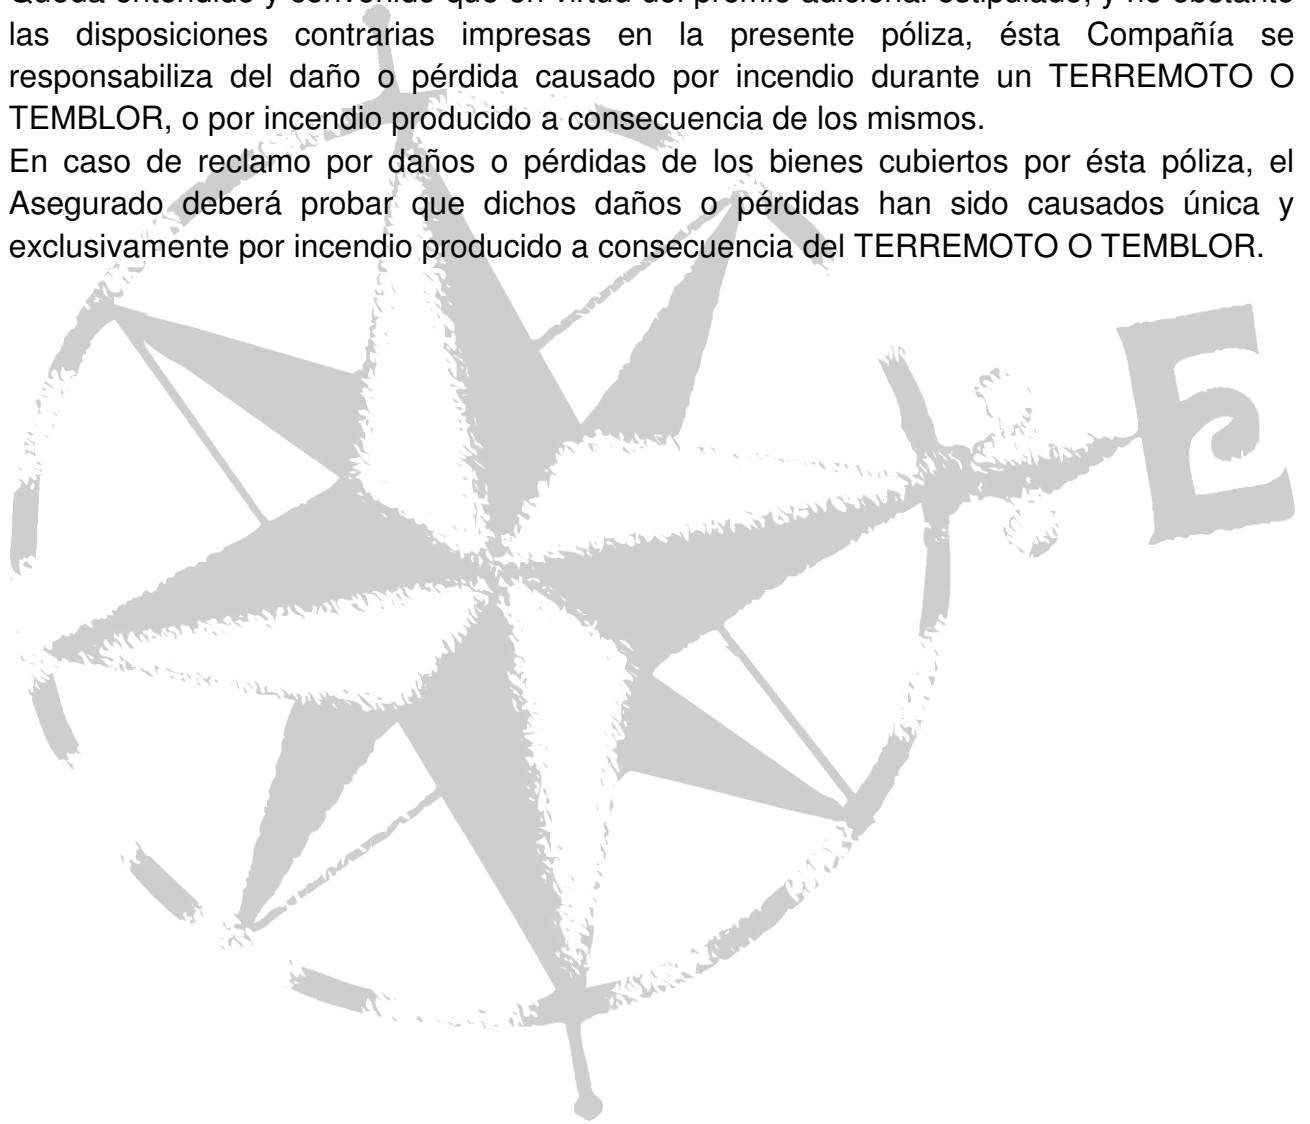 Queda entendido y convenido que en virtud del premio adicional estipulado, y no obstante
las disposiciones contrarias impresas en la presente póliza, ésta Compañía se
responsabiliza del daño o pérdida causado por incendio durante un TERREMOTO O
TEMBLOR, o por incendio producido a consecuencia de los mismos.
En caso de reclamo por daños o pérdidas de los bienes cubiertos por ésta póliza, el
Asegurado deberá probar que dichos daños o pérdidas han sido causados única y
exclusivamente por incendio producido a consecuencia del TERREMOTO O TEMBLOR.
E